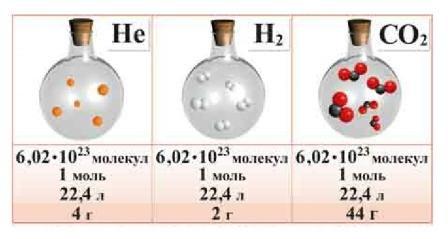 He H₂ CO₂
6,02•10²³ молекул 6,02•10²³ молекул 6,02•10²³ молекул
1 моль 1 моль 1 моль
22,4 л 22,4 л 22,4 л
4 г 2 г 44 г